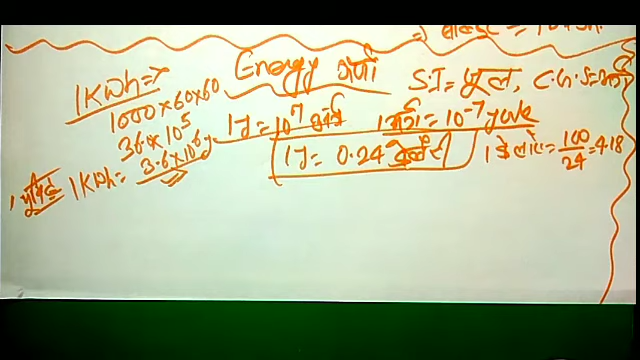 Energy ऊर्जा
1KWh ⇒
1000×60×60
36×10⁵
3.6×10⁶ J
1 यूनिट 1KWh =
S.I = जूल, C.G.S = अर्ग
1J = 10⁷ अर्ग
1 अर्ग = 10⁻⁷ joule
1J = 0.24 कैलोरी
1 कैलोरी = 100/24 = 4.18